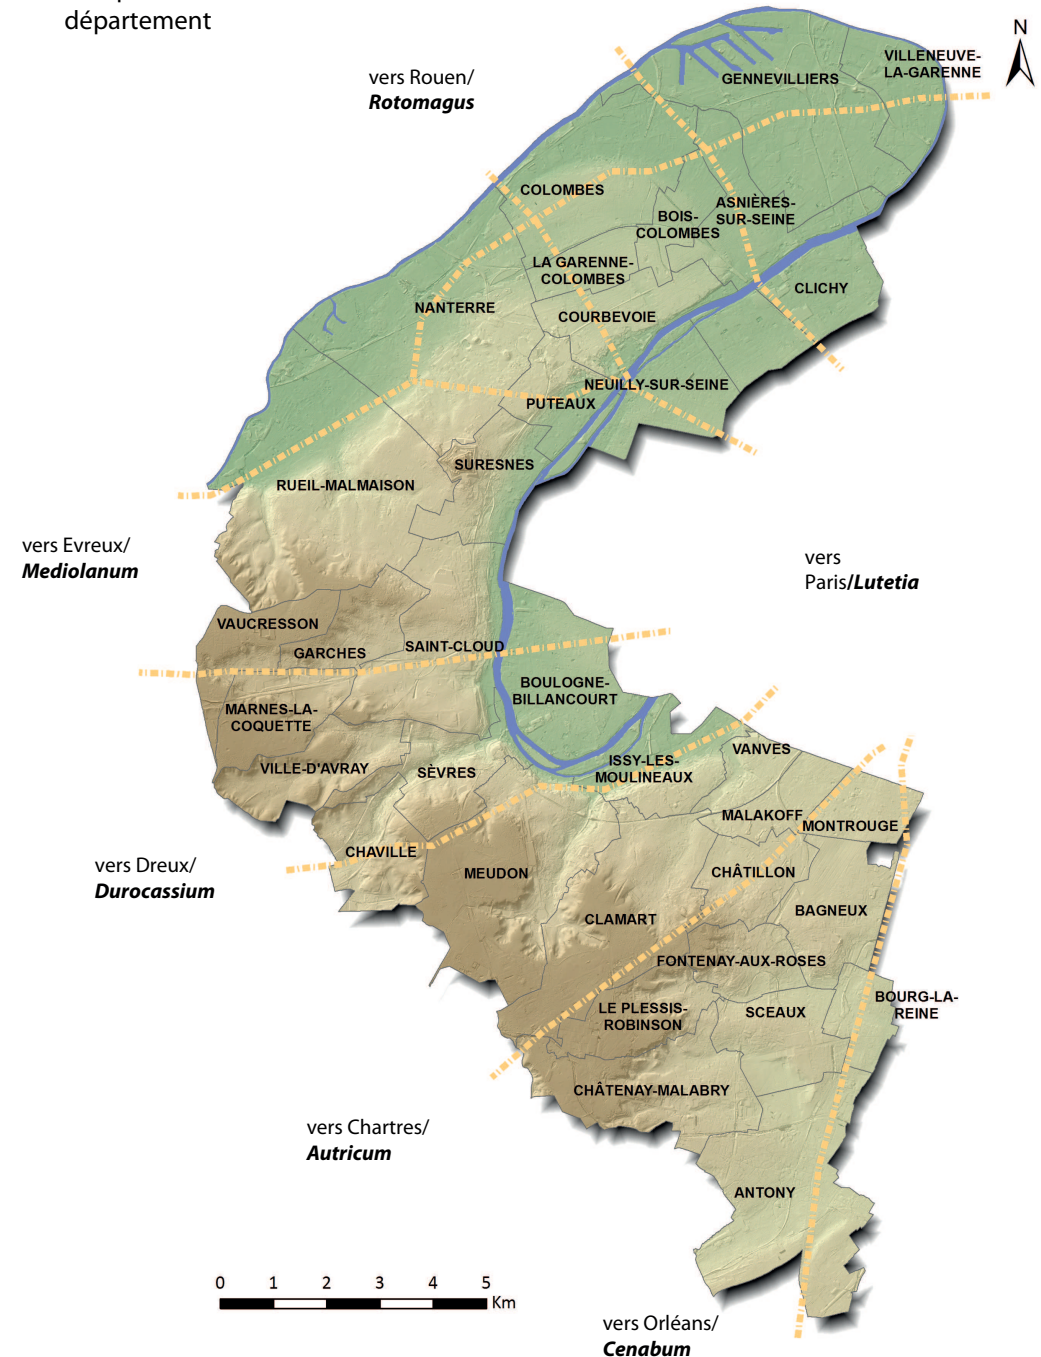 département
N
VILLENEUVE-
LA-GARENNE
GENNEVILLIERS
vers Rouen/
Rotomagus
COLOMBES
ASNIÈRES-
SUR-SEINE
BOIS-
COLOMBES
LA GARENNE-
COLOMBES
CLICHY
NANTERRE
COURBEVOIE
NEUILLY-SUR-SEINE
PUTEAUX
SURESNES
RUEIL-MALMAISON
vers Evreux/
Mediolanum
vers
Paris/Lutetia
VAUCRESSON
GARCHES
SAINT-CLOUD
BOULOGNE-
BILLANCOURT
MARNES-LA-
COQUETTE
VILLE-D'AVRAY
SÈVRES
ISSY-LES-
MOULINEAUX
VANVES
MALAKOFF
MONTROUGE
CHAVILLE
vers Dreux/
Durocassium
MEUDON
CHÂTILLON
CLAMART
BAGNEUX
FONTENAY-AUX-ROSES
LE PLESSIS-
ROBINSON
SCEAUX
BOURG-LA-
REINE
CHÂTENAY-MALABRY
vers Chartres/
Autricum
ANTONY
0 1 2 3 4 5
Km
vers Orléans/
Cenabum